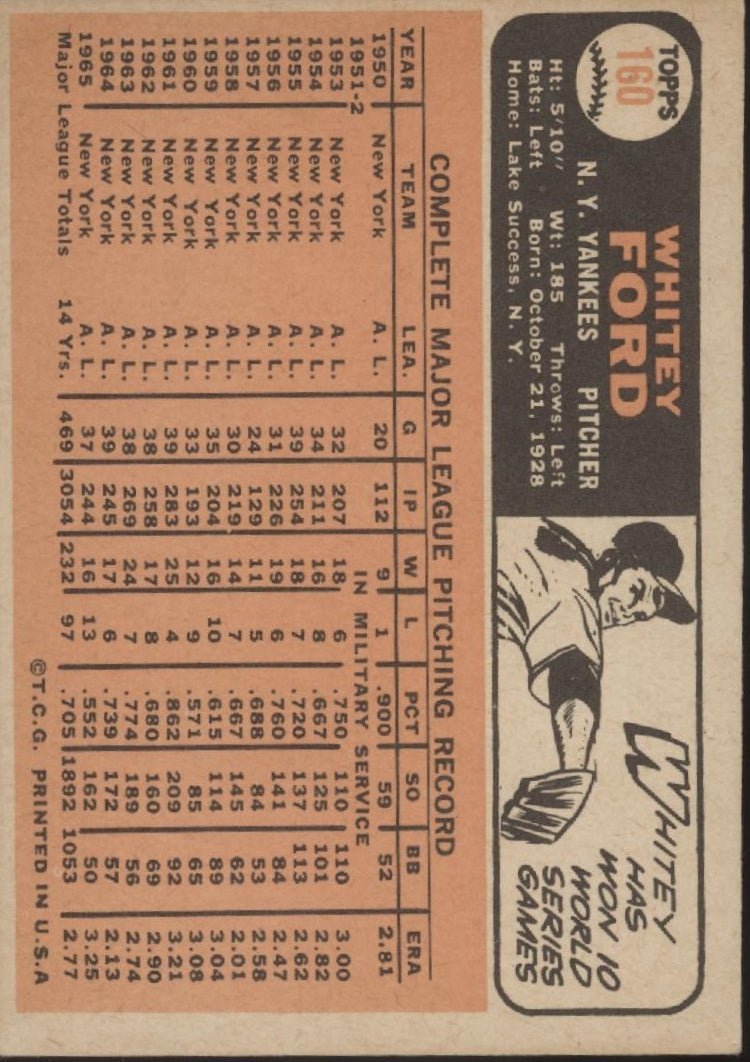 TOPPS
160
WHITEY
FORD
N. Y. YANKEES PITCHER
Ht: 5'10" Wt: 185 Throws: Left
Bats: Left Born: October 21, 1928
Home: Lake Success, N. Y.
WHITEY
HAS
WON 10
WORLD
SERIES
GAMES
COMPLETE MAJOR LEAGUE PITCHING RECORD
YEAR TEAM LEA. G IP W L PCT SO BB ERA
1950 New York A. L. 20 112 9 1 .900 59 52 2.81
1951-2 IN MILITARY SERVICE
1953 New York A. L. 32 207 18 6 .750 110 110 3.00
1954 New York A. L. 34 211 16 8 .667 125 101 2.82
1955 New York A. L. 39 254 18 7 .720 137 113 2.62
1956 New York A. L. 31 226 19 6 .760 141 84 2.47
1957 New York A. L. 24 129 11 5 .688 84 53 2.58
1958 New York A. L. 30 219 14 7 .667 145 62 2.01
1959 New York A. L. 35 204 16 10 .615 114 89 3.04
1960 New York A. L. 33 193 12 9 .571 85 65 3.08
1961 New York A. L. 39 283 25 4 .862 209 92 3.21
1962 New York A. L. 38 258 17 8 .680 160 69 2.90
1963 New York A. L. 38 269 24 7 .774 189 56 2.74
1964 New York A. L. 39 245 17 6 .739 172 57 2.13
1965 New York A. L. 37 244 16 13 .552 162 50 3.25
Major League Totals 14 Yrs. 469 3054 232 97 .705 1892 1053 2.77
©T.C.G. PRINTED IN U.S.A